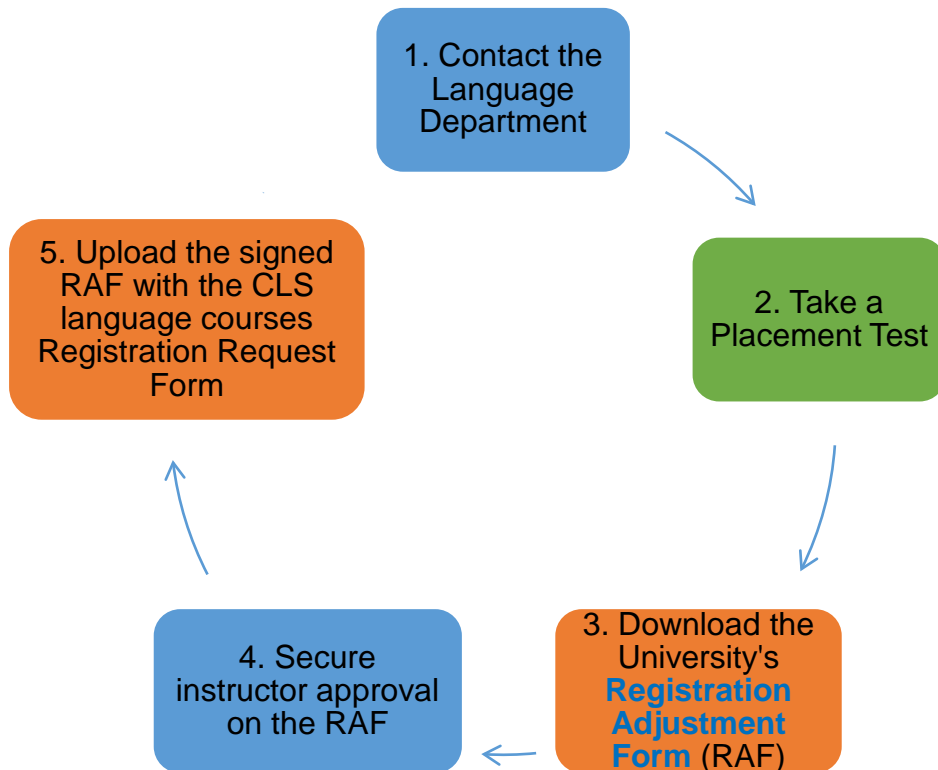 1. Contact the
Language
Department
2. Take a
Placement Test
3. Download the
University's
Registration
Adjustment
Form (RAF)
4. Secure
instructor approval
on the RAF
5. Upload the signed
RAF with the CLS
language courses
Registration Request
Form